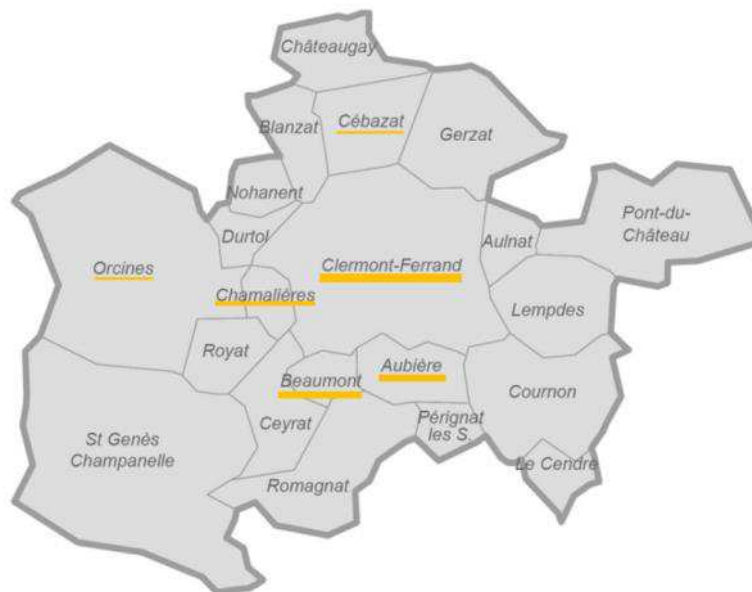 Châteaugay
Blanzat
Cébazat
Gerzat
Nohanent
Durtol
Aulnat
Pont-du-
Château
Orcines
Chamalières
Clermont-Ferrand
Lempdes
Royat
Beaumont
Aubière
Cournon
Ceyrat
Pérignat
les S.
St Genès
Champanelle
Romagnat
Le Cendre